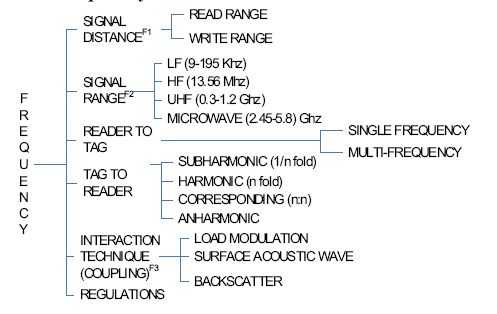 FREQUENCY
SIGNAL
DISTANCE^F1
READ RANGE
WRITE RANGE
SIGNAL
RANGE^F2
LF (9-195 Khz)
HF (13.56 Mhz)
UHF (0.3-1.2 Ghz)
MICROWAVE (2.45-5.8) Ghz
READER TO
TAG
SINGLE FREQUENCY
MULTI-FREQUENCY
TAG TO
READER
SUBHARMONIC (1/n fold)
HARMONIC (n fold)
CORRESPONDING (n:n)
ANHARMONIC
INTERACTION
TECHNIQUE
(COUPLING)^F3
LOAD MODULATION
SURFACE ACOUSTIC WAVE
BACKSCATTER
REGULATIONS